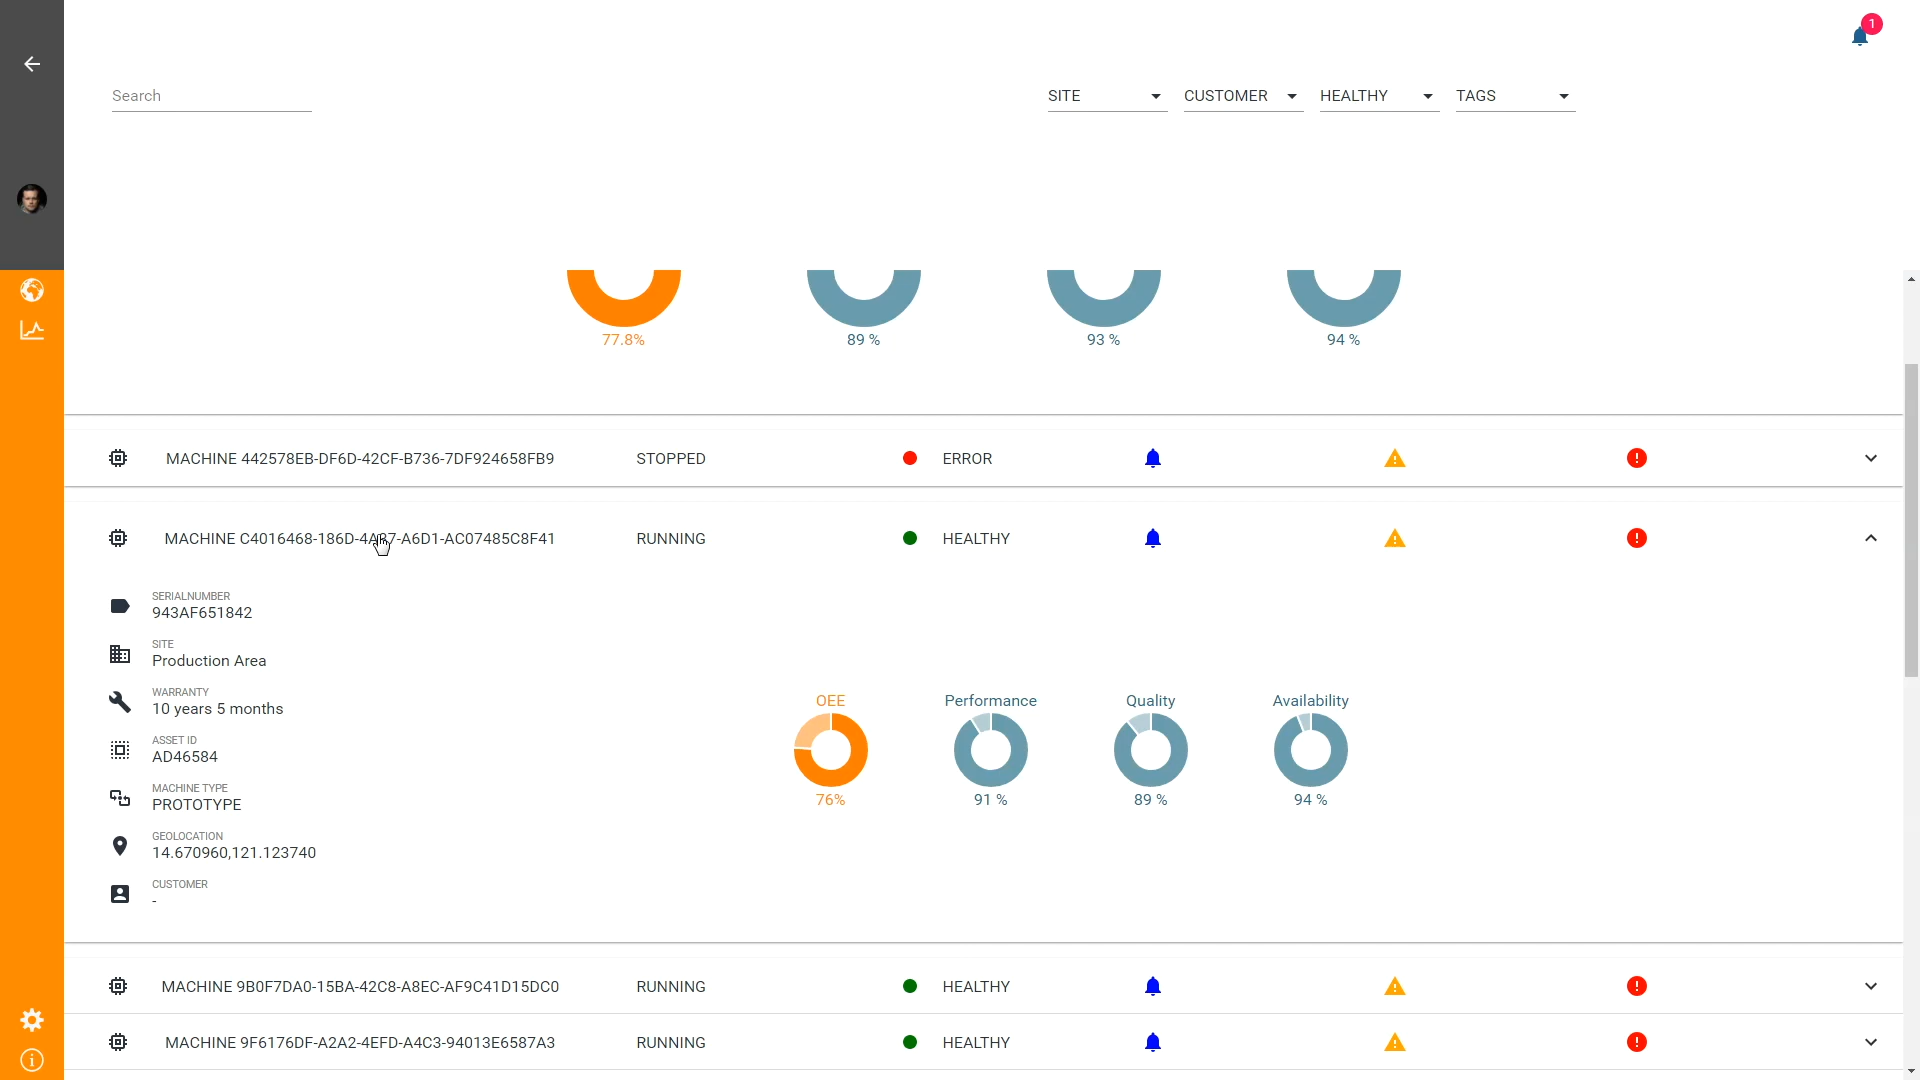 1
Search
SITE
CUSTOMER
HEALTHY
TAGS
77.8%
89 %
93 %
94 %
MACHINE 442578EB-DF6D-42CF-B736-7DF924658FB9 STOPPED ERROR
MACHINE C4016468-186D-4A87-A6D1-AC07485C8F41 RUNNING HEALTHY
SERIALNUMBER
943AF651842
SITE
Production Area
WARRANTY
10 years 5 months
ASSET ID
AD46584
MACHINE TYPE
PROTOTYPE
GEOLOCATION
14.670960,121.123740
CUSTOMER
-
OEE
76%
Performance
91 %
Quality
89 %
Availability
94 %
MACHINE 9B0F7DA0-15BA-42C8-A8EC-AF9C41D15DC0 RUNNING HEALTHY
MACHINE 9F6176DF-A2A2-4EFD-A4C3-94013E6587A3 RUNNING HEALTHY